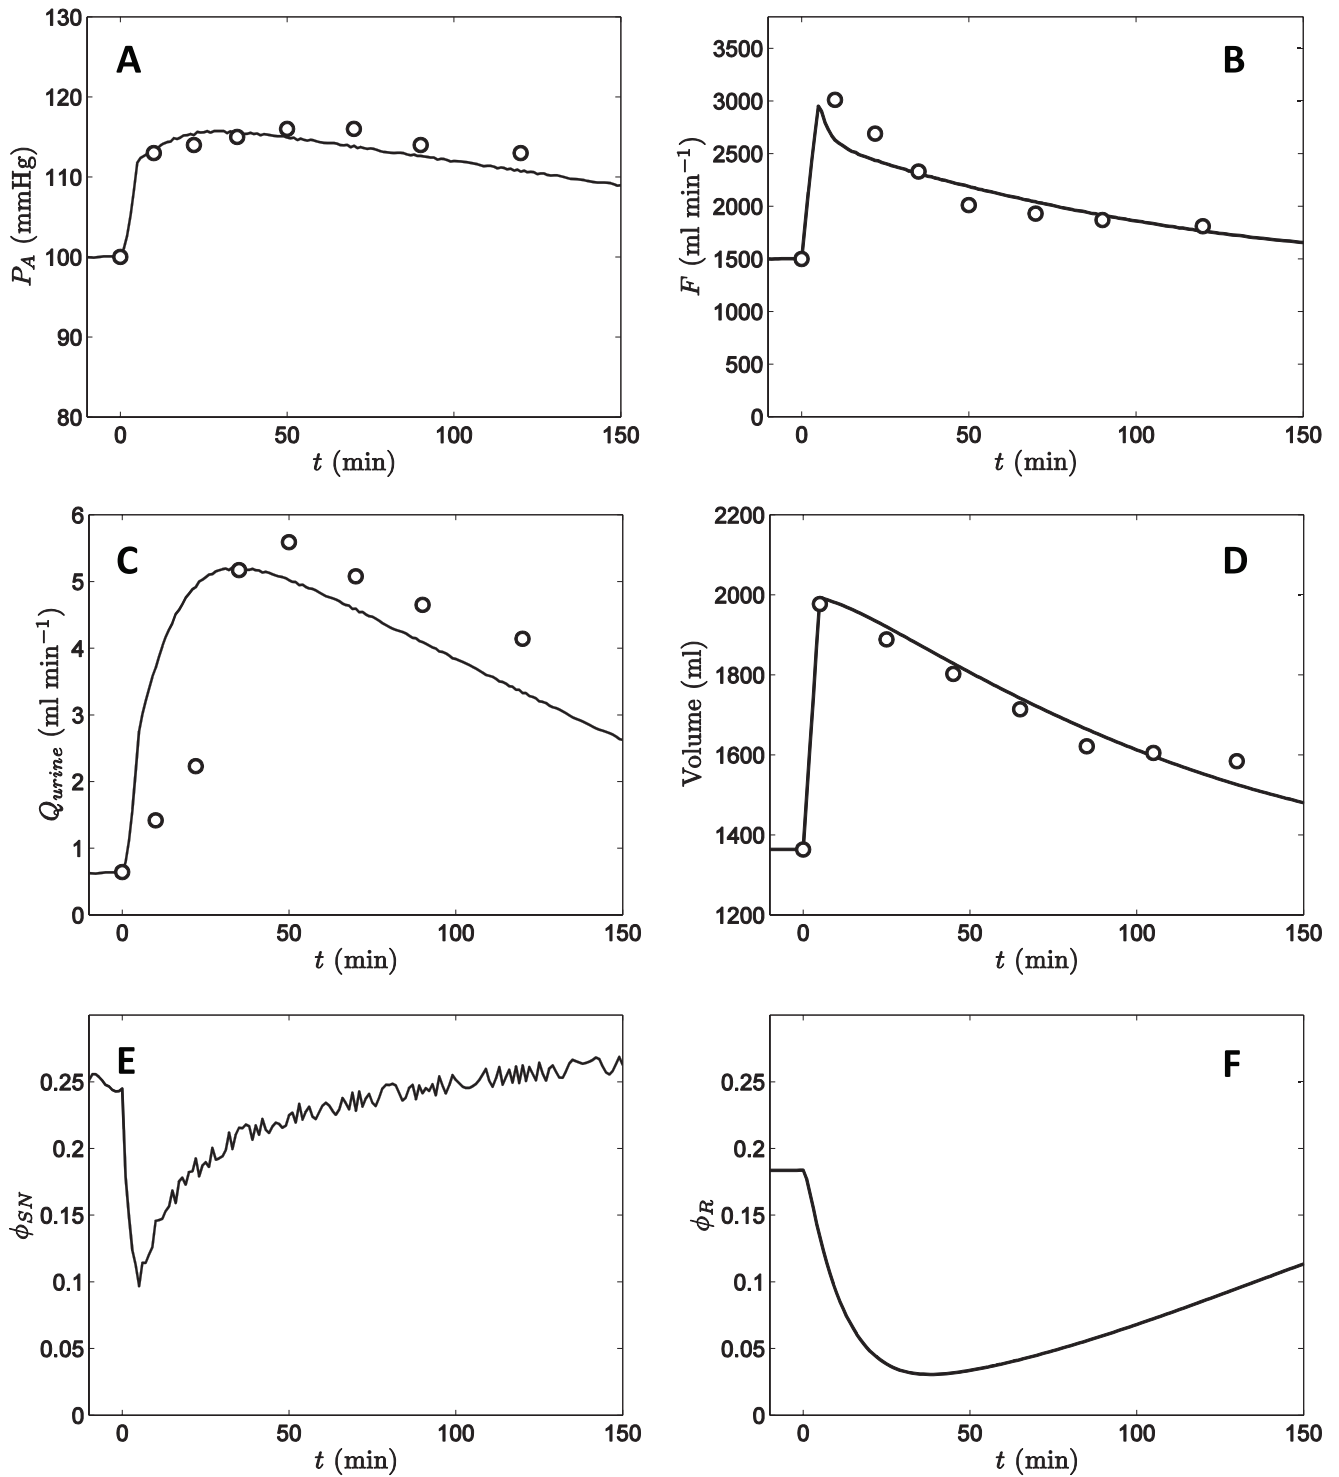 A
P_A (mmHg)
130
120
110
100
90
80
0 50 100 150
t (min)
B
F (ml min⁻¹)
3500
3000
2500
2000
1500
1000
500
0
0 50 100 150
t (min)
C
Q_urine (ml min⁻¹)
6
5
4
3
2
1
0
0 50 100 150
t (min)
D
Volume (ml)
2200
2000
1800
1600
1400
1200
0 50 100 150
t (min)
E
ϕ_SN
0.25
0.2
0.15
0.1
0.05
0
0 50 100 150
t (min)
F
ϕ_R
0.25
0.2
0.15
0.1
0.05
0
0 50 100 150
t (min)